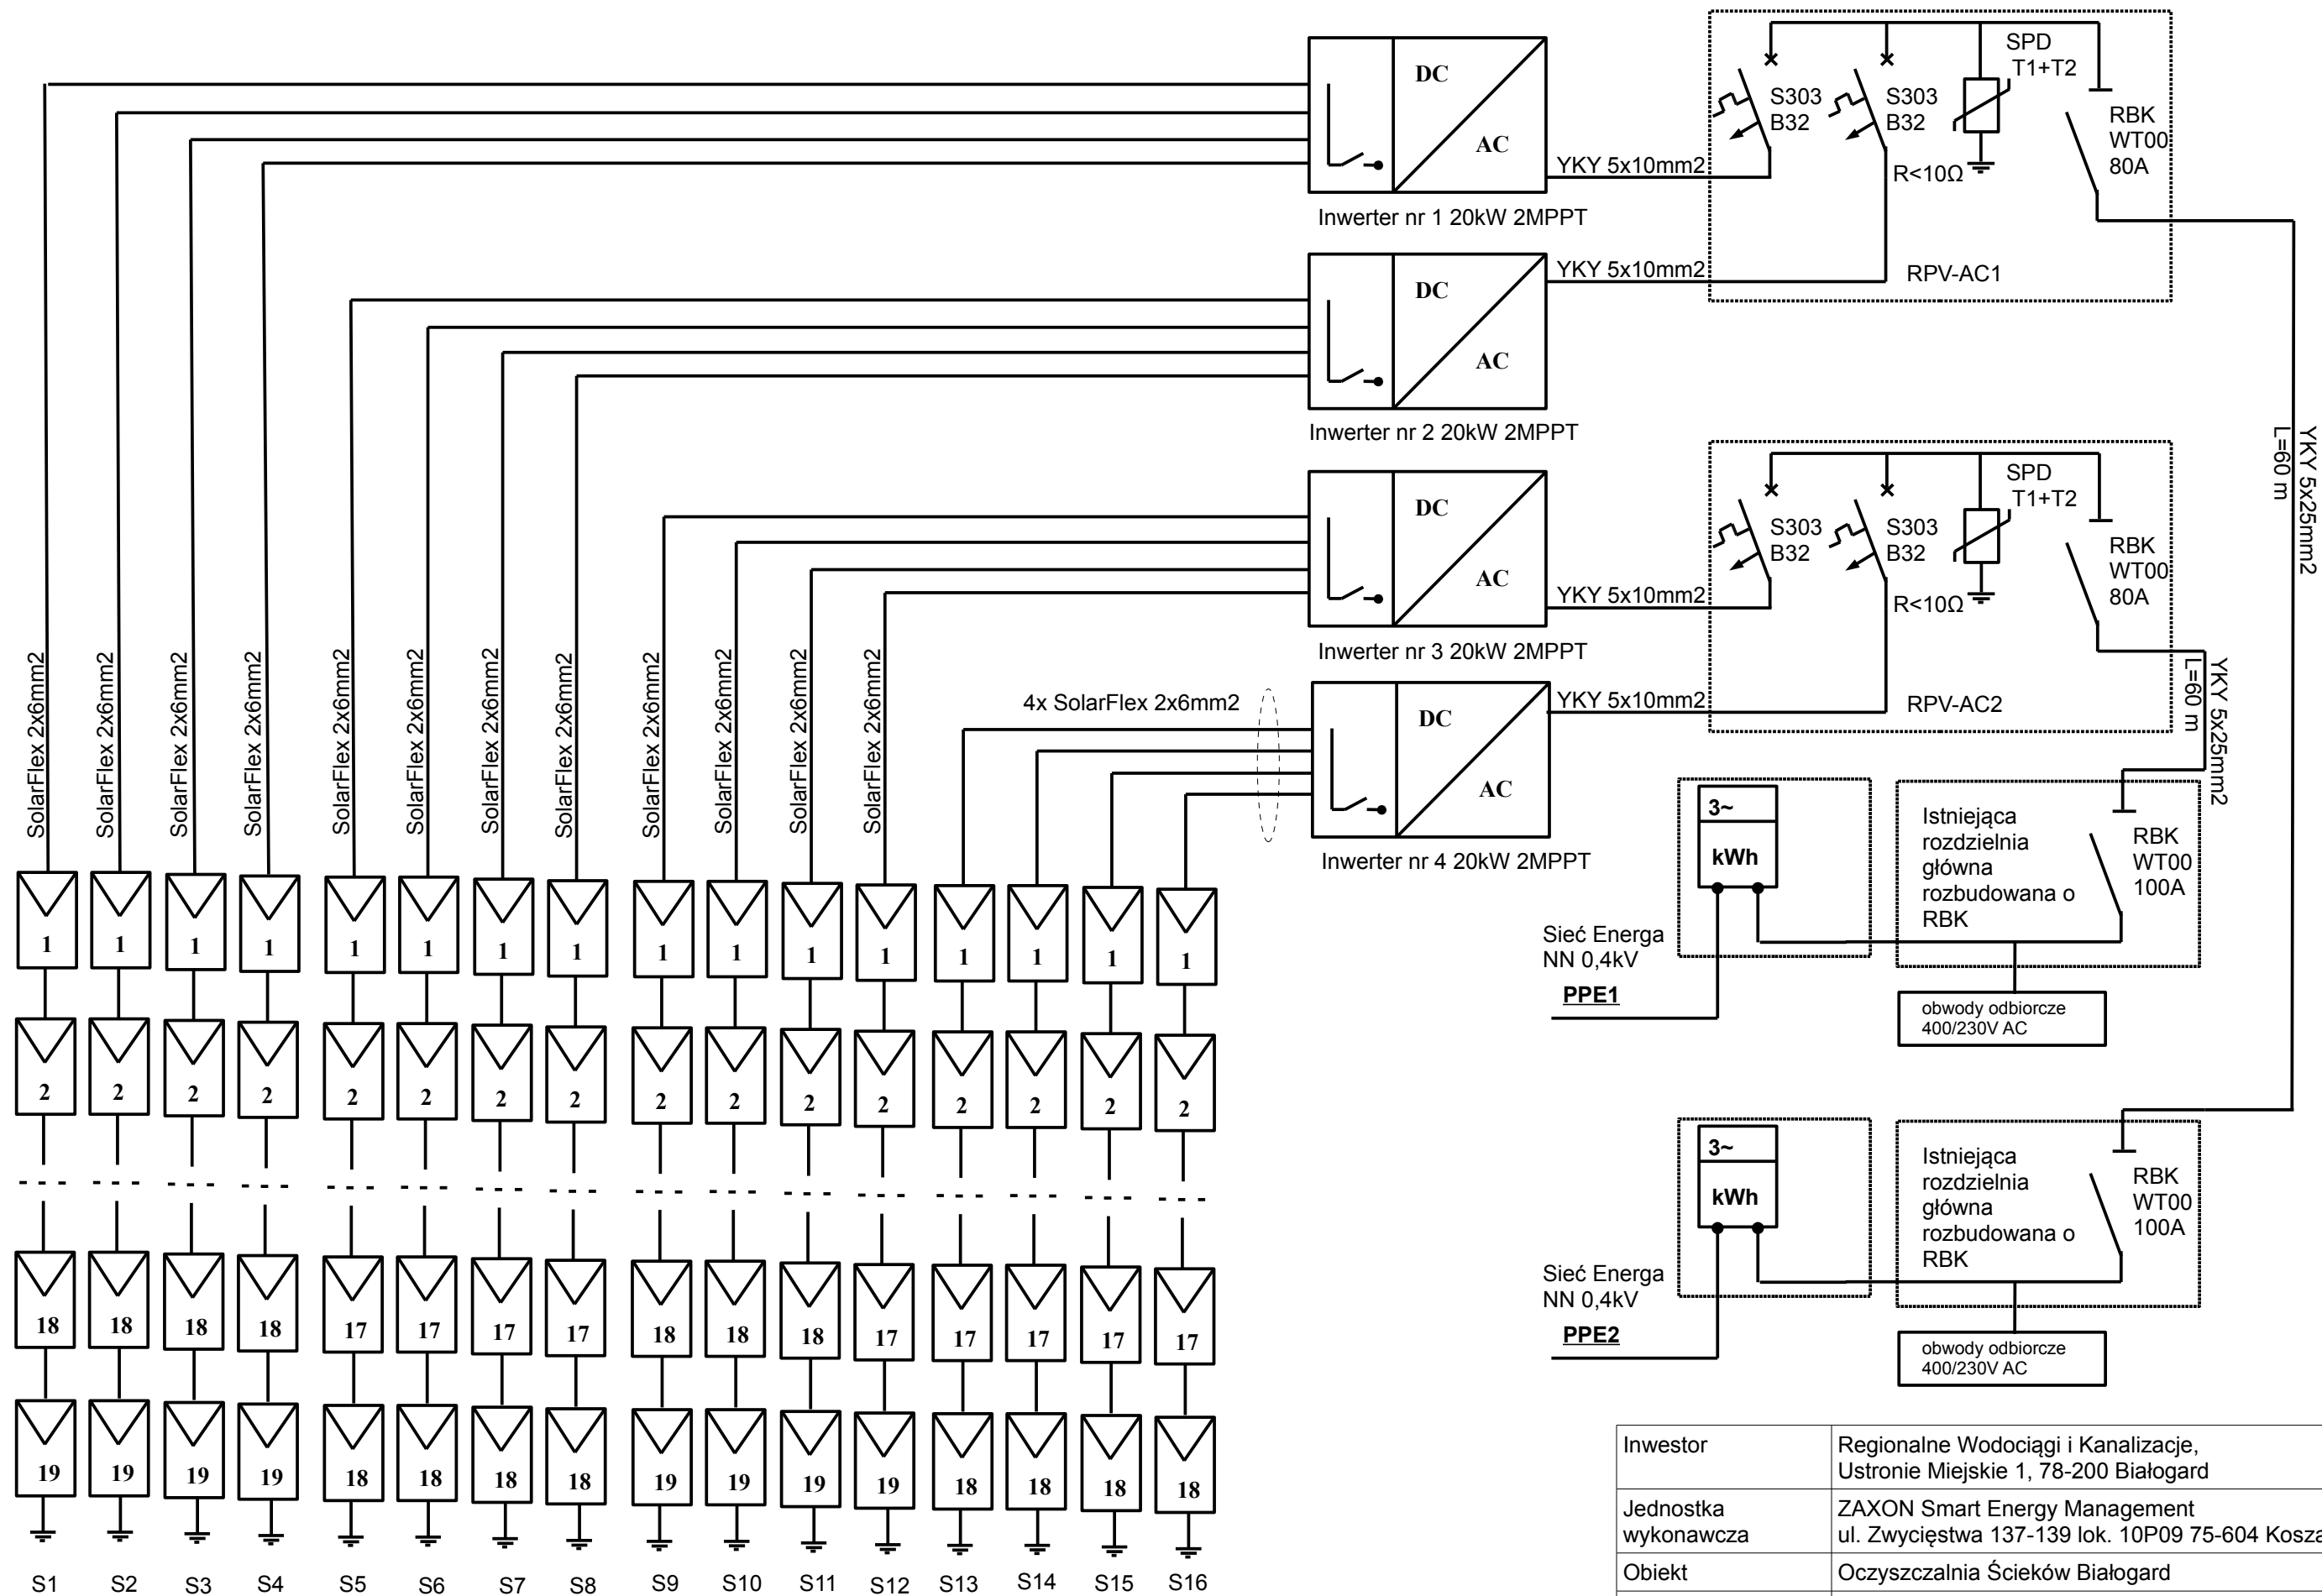 DC
AC
Inwerter nr 1 20kW 2MPPT
YKY 5x10mm2
S303
B32
S303
B32
R<10Ω
SPD
T1+T2
RBK
WT00
80A
RPV-AC1
DC
AC
Inwerter nr 2 20kW 2MPPT
YKY 5x10mm2
YKY 5x25mm2
L=60 m
DC
AC
Inwerter nr 3 20kW 2MPPT
YKY 5x10mm2
S303
B32
S303
B32
R<10Ω
SPD
T1+T2
RBK
WT00
80A
RPV-AC2
4x SolarFlex 2x6mm2
DC
AC
Inwerter nr 4 20kW 2MPPT
YKY 5x10mm2
YKY 5x25mm2
L=60 m
SolarFlex 2x6mm2
SolarFlex 2x6mm2
SolarFlex 2x6mm2
SolarFlex 2x6mm2
SolarFlex 2x6mm2
SolarFlex 2x6mm2
SolarFlex 2x6mm2
SolarFlex 2x6mm2
SolarFlex 2x6mm2
SolarFlex 2x6mm2
SolarFlex 2x6mm2
SolarFlex 2x6mm2
1 1 1 1 1 1 1 1 1 1 1 1 1 1 1 1
2 2 2 2 2 2 2 2 2 2 2 2 2 2 2 2
18 18 18 18 17 17 17 17 18 18 18 17 17 17 17 17
19 19 19 19 18 18 18 18 19 19 19 19 18 18 18 18
S1 S2 S3 S4 S5 S6 S7 S8 S9 S10 S11 S12 S13 S14 S15 S16
3~
kWh
Sieć Energa
NN 0,4kV
PPE1
Istniejąca
rozdzielnia
główna
rozbudowana o
RBK
RBK
WT00
100A
obwody odbiorcze
400/230V AC
3~
kWh
Sieć Energa
NN 0,4kV
PPE2
Istniejąca
rozdzielnia
główna
rozbudowana o
RBK
RBK
WT00
100A
obwody odbiorcze
400/230V AC
Inwestor
Regionalne Wodociągi i Kanalizacje,
Ustronie Miejskie 1, 78-200 Białogard
Jednostka
wykonawcza
ZAXON Smart Energy Management
ul. Zwycięstwa 137-139 lok. 10P09 75-604 Kosza
Obiekt
Oczyszczalnia Ścieków Białogard